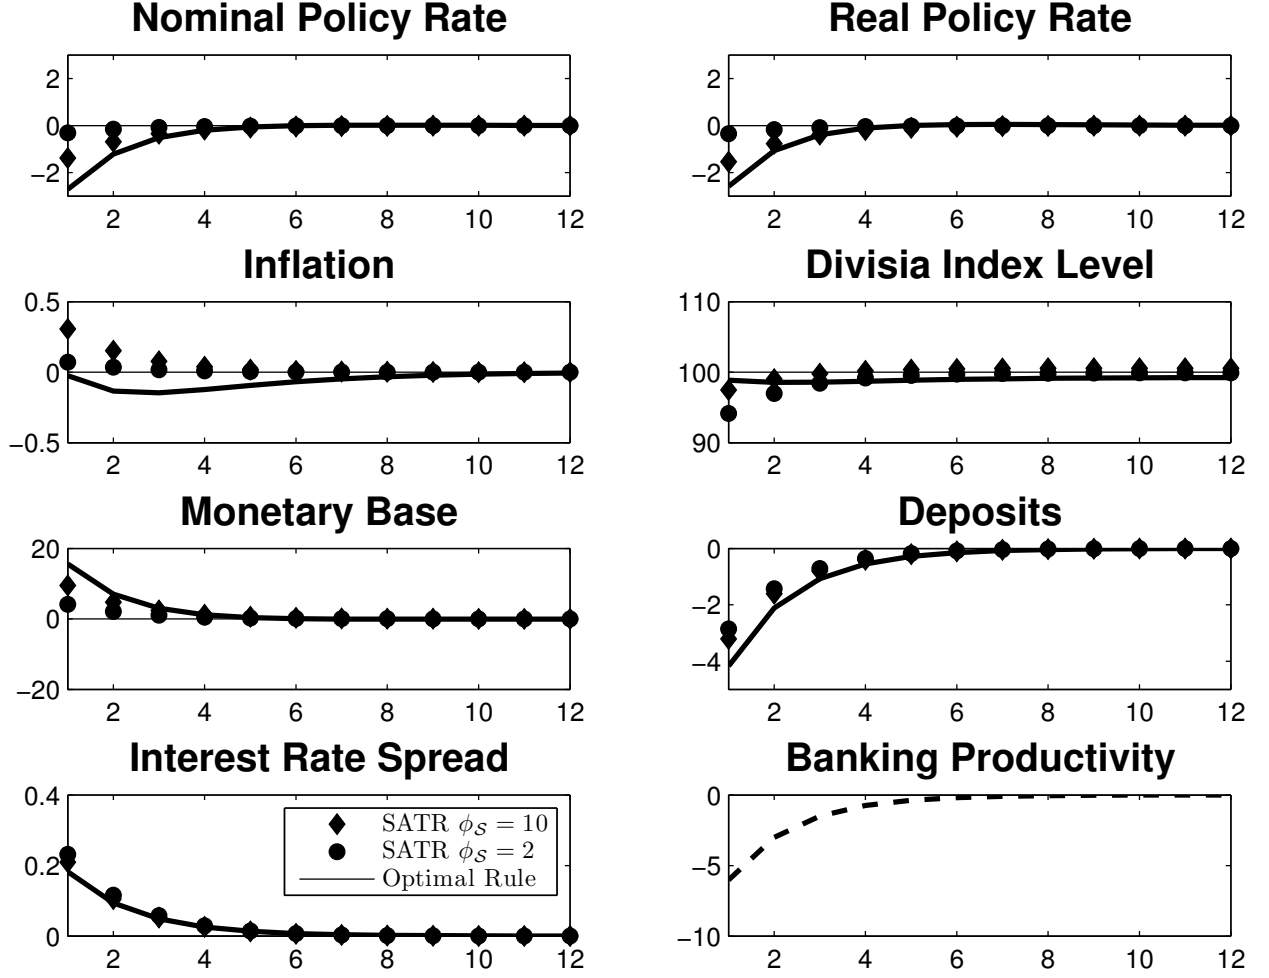 Nominal Policy Rate
2
0
−2
2 4 6 8 10 12
Real Policy Rate
2
0
−2
2 4 6 8 10 12
Inflation
0.5
0
−0.5
2 4 6 8 10 12
Divisia Index Level
110
100
90
2 4 6 8 10 12
Monetary Base
20
0
−20
2 4 6 8 10 12
Deposits
0
−2
−4
2 4 6 8 10 12
Interest Rate Spread
0.4
0.2
0
SATR $\phi_{\mathcal{S}} = 10$
SATR $\phi_{\mathcal{S}} = 2$
Optimal Rule
2 4 6 8 10 12
Banking Productivity
0
−5
−10
2 4 6 8 10 12